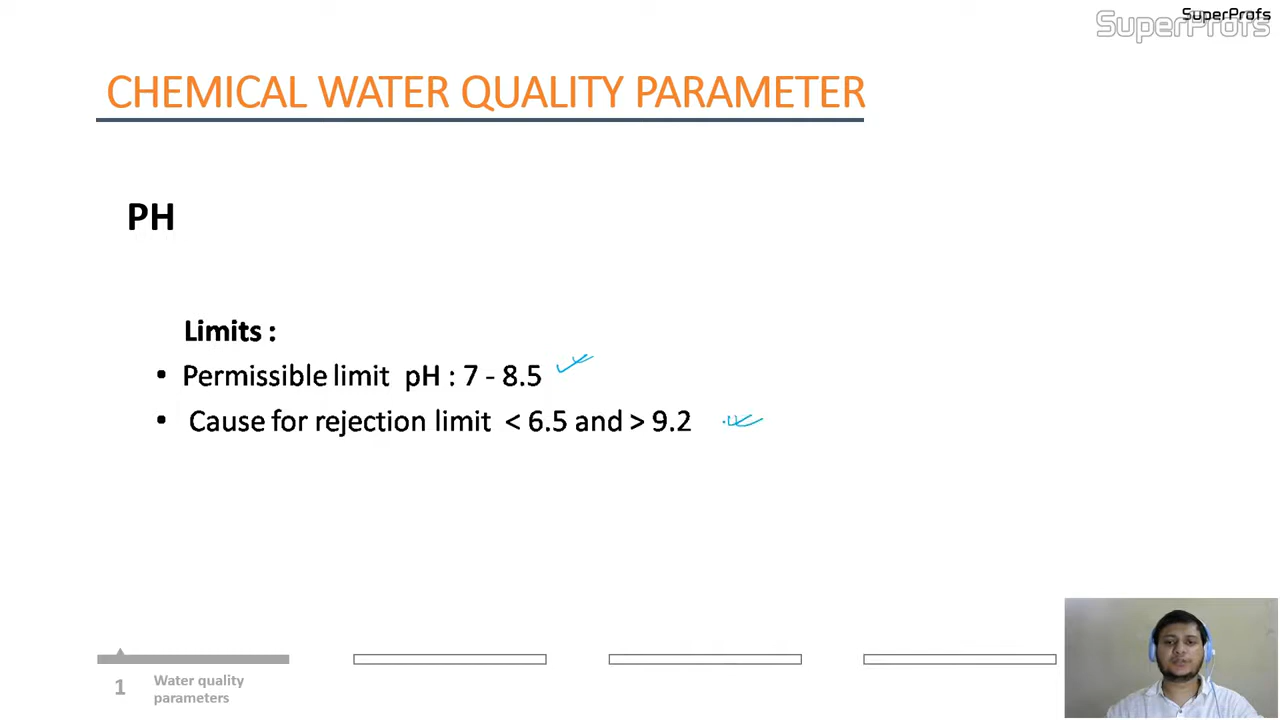 SuperProfs
SuperProfs
CHEMICAL WATER QUALITY PARAMETER
PH
Limits :
• Permissible limit pH : 7 - 8.5
• Cause for rejection limit < 6.5 and > 9.2
1
Water quality
parameters